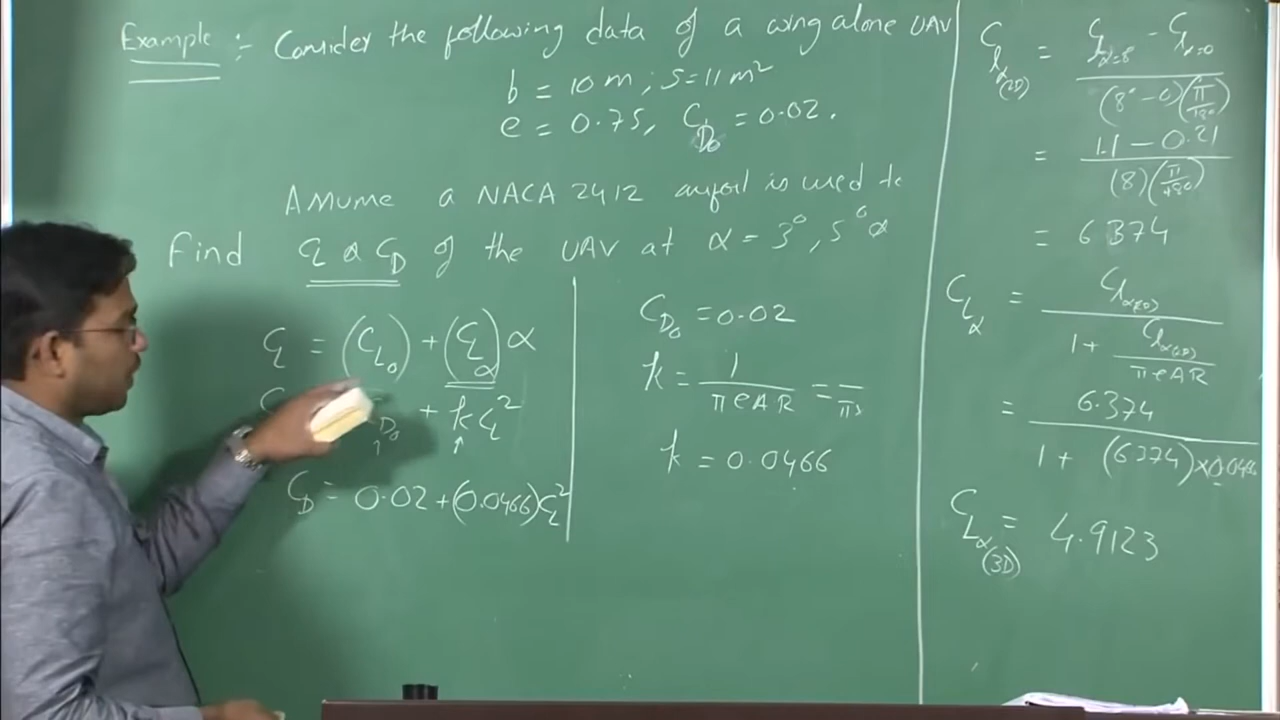 Example :- Consider the following data of a wing alone UAV
b = 10 m ; S = 11 m²
e = 0.75, C_D₀ = 0.02.
Assume a NACA 2412 airfoil is used to
Find C_L & C_D of the UAV at α = 3°, 5°
C_L = (C_L₀) + (C_Lα) α
C D₀ + k C_L²
C_D = 0.02 + (0.0466) C_L²
C_D₀ = 0.02
k = 1 / πeAR =
k = 0.0466
C_lα(2D) = C_lα=8 - C_lα=0 / (8° - 0)(π/180)
= 1.1 - 0.21 / (8)(π/180)
= 6.374
C_Lα = C_lα(2D) / 1 + C_lα(2D) / πeAR
= 6.374 / 1 + (6.374) × 0.0466
C_Lα(3D) = 4.9123